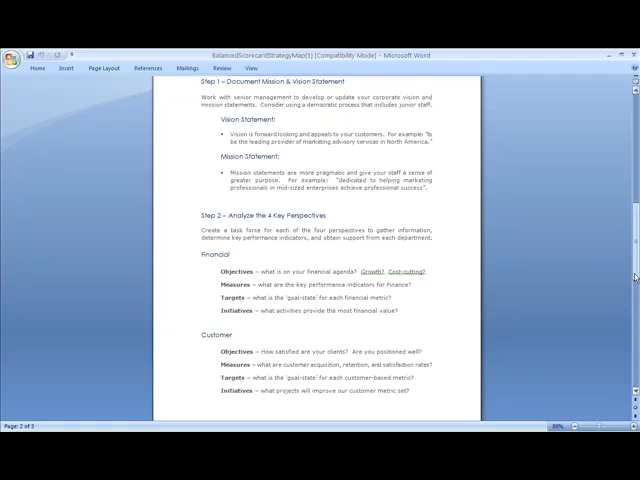 BalancedScorecardStrategyMap[1] [Compatibility Mode] - Microsoft Word
Home Insert Page Layout References Mailings Review View
Step 1 – Document Mission & Vision Statement
Work with senior management to develop or update your corporate vision and
mission statements. Consider using a democratic process that includes junior staff.
Vision Statement:
• Vision is forward looking and appeals to your customers. For example: "to
be the leading provider of marketing advisory services in North America."
Mission Statement:
• Mission statements are more pragmatic and give your staff a sense of
greater purpose. For example: "dedicated to helping marketing
professionals in mid-sized enterprises achieve professional success".
Step 2 – Analyze the 4 Key Perspectives
Create a task force for each of the four perspectives to gather information,
determine key performance indicators, and obtain support from each department.
Financial
Objectives – what is on your financial agenda? Growth? Cost-cutting?
Measures – what are the key performance indicators for Finance?
Targets – what is the 'goal-state' for each financial metric?
Initiatives – what activities provide the most financial value?
Customer
Objectives – How satisfied are your clients? Are you positioned well?
Measures – what are customer acquisition, retention, and satisfaction rates?
Targets – what is the 'goal-state' for each customer-based metric?
Initiatives – what projects will improve our customer metric set?
Page: 2 of 3 80%